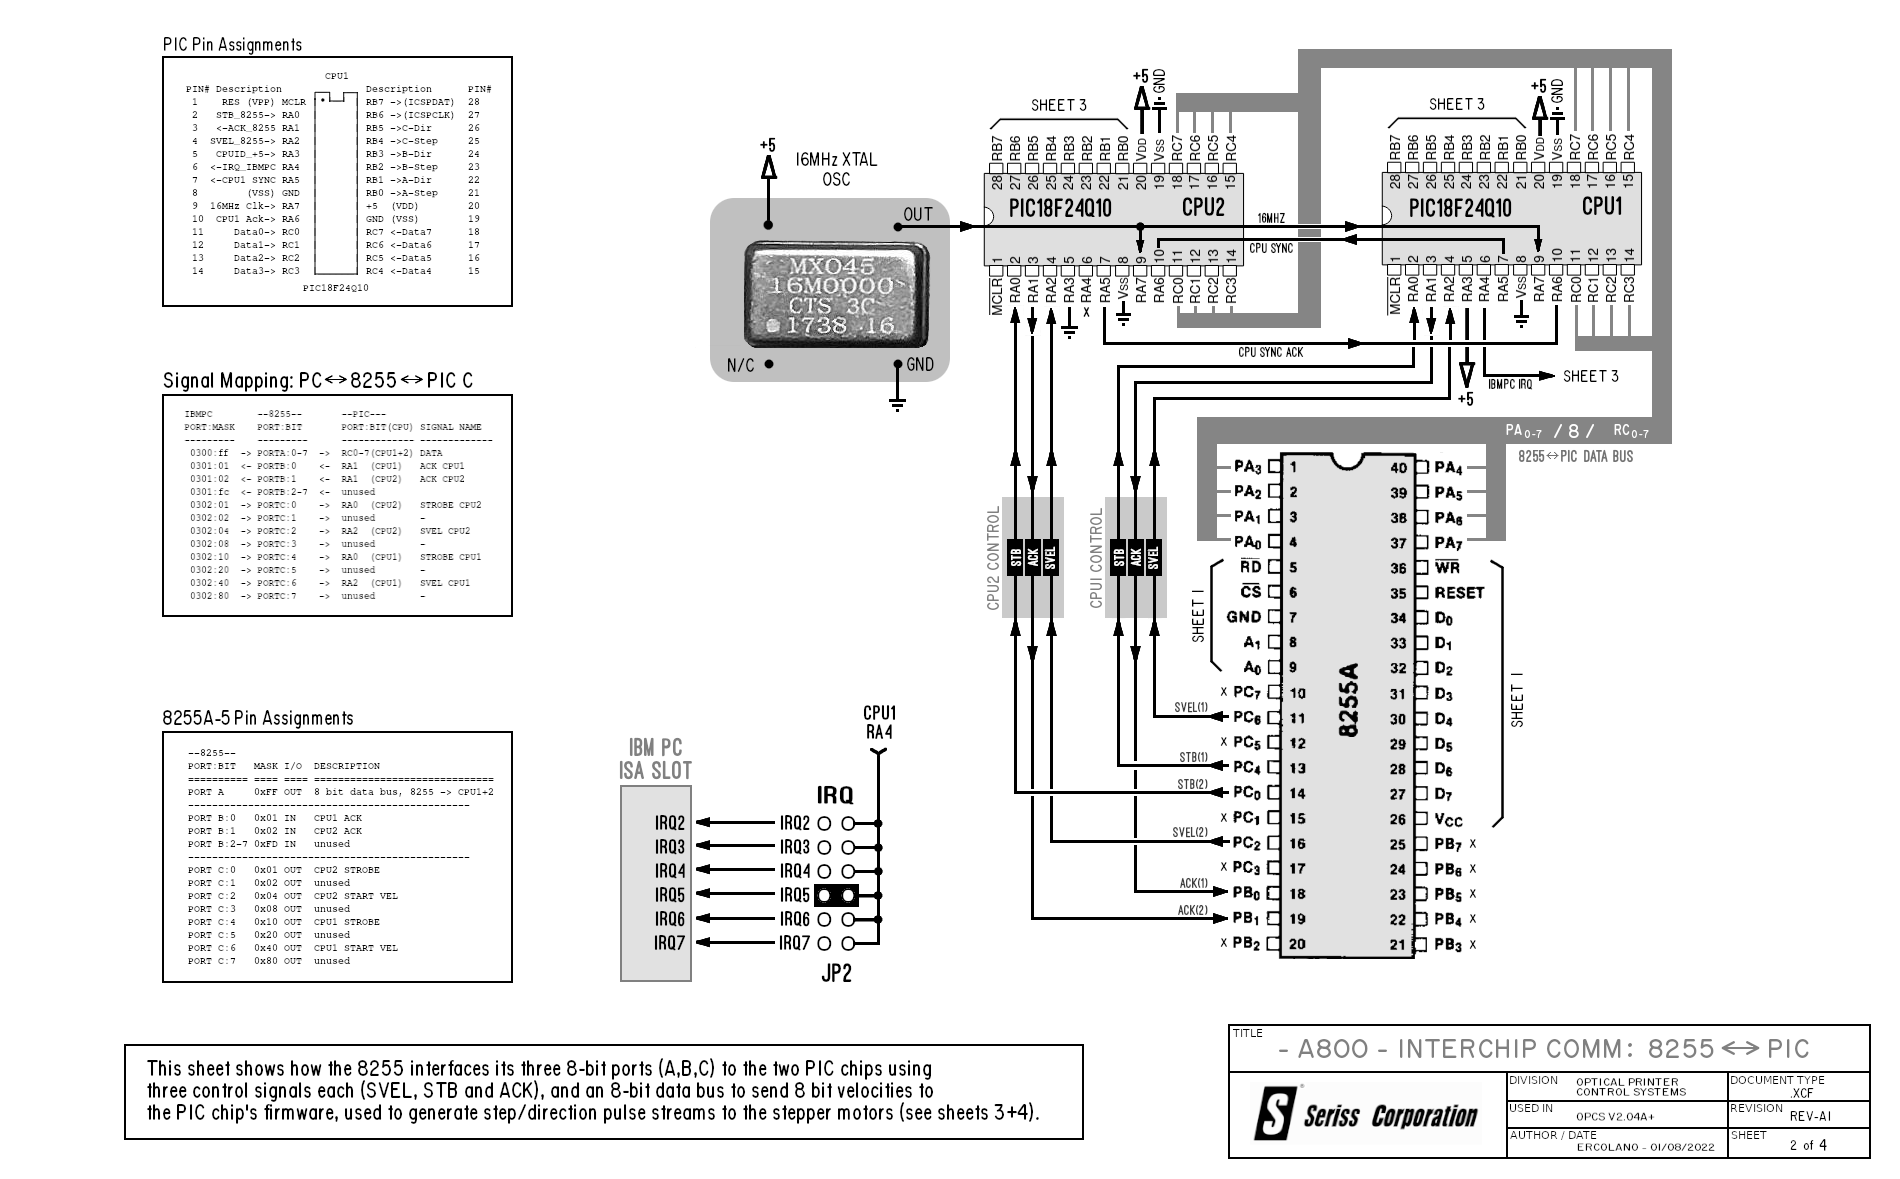 PIC Pin Assignments
CPU1
PIN# Description Description PIN#
1 RES (VPP) MCLR RB7 ->(ICSPDAT) 28
2 STB_8255-> RA0 RB6 ->(ICSPCLK) 27
3 <-ACK_8255 RA1 RB5 ->C-Dir 26
4 SVEL_8255-> RA2 RB4 ->C-Step 25
5 CPUID_+5-> RA3 RB3 ->B-Dir 24
6 <-IRQ_IBMPC RA4 RB2 ->B-Step 23
7 <-CPU1 SYNC RA5 RB1 ->A-Dir 22
8 (VSS) GND RB0 ->A-Step 21
9 16MHz Clk-> RA7 +5 (VDD) 20
10 CPU1 Ack-> RA6 GND (VSS) 19
11 Data0-> RC0 RC7 <-Data7 18
12 Data1-> RC1 RC6 <-Data6 17
13 Data2-> RC2 RC5 <-Data5 16
14 Data3-> RC3 RC4 <-Data4 15
PIC18F24Q10
Signal Mapping: PC<->8255<->PIC C
IBMPC --8255-- --PIC---
PORT:MASK PORT:BIT PORT:BIT(CPU) SIGNAL NAME
--------- --------- ------------- -------------
0300:ff -> PORTA:0-7 -> RC0-7(CPU1+2) DATA
0301:01 <- PORTB:0 <- RA1 (CPU1) ACK CPU1
0301:02 <- PORTB:1 <- RA1 (CPU2) ACK CPU2
0301:fc <- PORTB:2-7 <- unused
0302:01 -> PORTC:0 -> RA0 (CPU2) STROBE CPU2
0302:02 -> PORTC:1 -> unused -
0302:04 -> PORTC:2 -> RA2 (CPU2) SVEL CPU2
0302:08 -> PORTC:3 -> unused -
0302:10 -> PORTC:4 -> RA0 (CPU1) STROBE CPU1
0302:20 -> PORTC:5 -> unused -
0302:40 -> PORTC:6 -> RA2 (CPU1) SVEL CPU1
0302:80 -> PORTC:7 -> unused -
8255A-5 Pin Assignments
--8255--
PORT:BIT MASK I/O DESCRIPTION
========== ==== ==== ==============================
PORT A 0xFF OUT 8 bit data bus, 8255 -> CPU1+2
-----------------------------------------------
PORT B:0 0x01 IN CPU1 ACK
PORT B:1 0x02 IN CPU2 ACK
PORT B:2-7 0xFD IN unused
-----------------------------------------------
PORT C:0 0x01 OUT CPU2 STROBE
PORT C:1 0x02 OUT unused
PORT C:2 0x04 OUT CPU2 START VEL
PORT C:3 0x08 OUT unused
PORT C:4 0x10 OUT CPU1 STROBE
PORT C:5 0x20 OUT unused
PORT C:6 0x40 OUT CPU1 START VEL
PORT C:7 0x80 OUT unused
+5
16MHz XTAL
OSC
OUT
MXO45
16M0000
CTS 3C
1738 16
N/C
GND
SHEET 3
+5
GND
RB7 RB6 RB5 RB4 RB3 RB2 RB1 RB0 VDD VSS RC7 RC6 RC5 RC4
28 27 26 25 24 23 22 21 20 19 18 17 16 15
PIC18F24Q10 CPU2
1 2 3 4 5 6 7 8 9 10 11 12 13 14
MCLR RA0 RA1 RA2 RA3 RA4 RA5 VSS RA7 RA6 RC0 RC1 RC2 RC3
x
16MHZ
CPU SYNC
CPU SYNC ACK
SHEET 3
+5
GND
RB7 RB6 RB5 RB4 RB3 RB2 RB1 RB0 VDD VSS RC7 RC6 RC5 RC4
28 27 26 25 24 23 22 21 20 19 18 17 16 15
PIC18F24Q10 CPU1
1 2 3 4 5 6 7 8 9 10 11 12 13 14
MCLR RA0 RA1 RA2 RA3 RA4 RA5 VSS RA7 RA6 RC0 RC1 RC2 RC3
IBMPC IRQ
SHEET 3
+5
PA0-7 /8/ RC0-7
8255<->PIC DATA BUS
CPU2 CONTROL
STB ACK SVEL
CPU1 CONTROL
STB ACK SVEL
SHEET 1
SHEET 1
8255A
PA3 1 40 PA4
PA2 2 39 PA5
PA1 3 38 PA6
PA0 4 37 PA7
RD 5 36 WR
CS 6 35 RESET
GND 7 34 D0
A1 8 33 D1
A0 9 32 D2
x PC7 10 31 D3
SVEL(1) PC6 11 30 D4
x PC5 12 29 D5
STB(1) PC4 13 28 D6
STB(2) PC0 14 27 D7
x PC1 15 26 VCC
SVEL(2) PC2 16 25 PB7 x
x PC3 17 24 PB6 x
ACK(1) PB0 18 23 PB5 x
ACK(2) PB1 19 22 PB4 x
x PB2 20 21 PB3 x
CPU1
RA4
IBM PC
ISA SLOT
IRQ
IRQ2 IRQ2
IRQ3 IRQ3
IRQ4 IRQ4
IRQ5 IRQ5
IRQ6 IRQ6
IRQ7 IRQ7
JP2
This sheet shows how the 8255 interfaces its three 8-bit ports (A,B,C) to the two PIC chips using
three control signals each (SVEL, STB and ACK), and an 8-bit data bus to send 8 bit velocities to
the PIC chip's firmware, used to generate step/direction pulse streams to the stepper motors (see sheets 3+4).
TITLE
- A800 - INTERCHIP COMM: 8255 <-> PIC
S ® Seriss Corporation
DIVISION OPTICAL PRINTER
CONTROL SYSTEMS
DOCUMENT TYPE
.XCF
USED IN OPCS V2.04A+
REVISION REV-A1
AUTHOR / DATE
ERCOLANO - 01/08/2022
SHEET 2 of 4